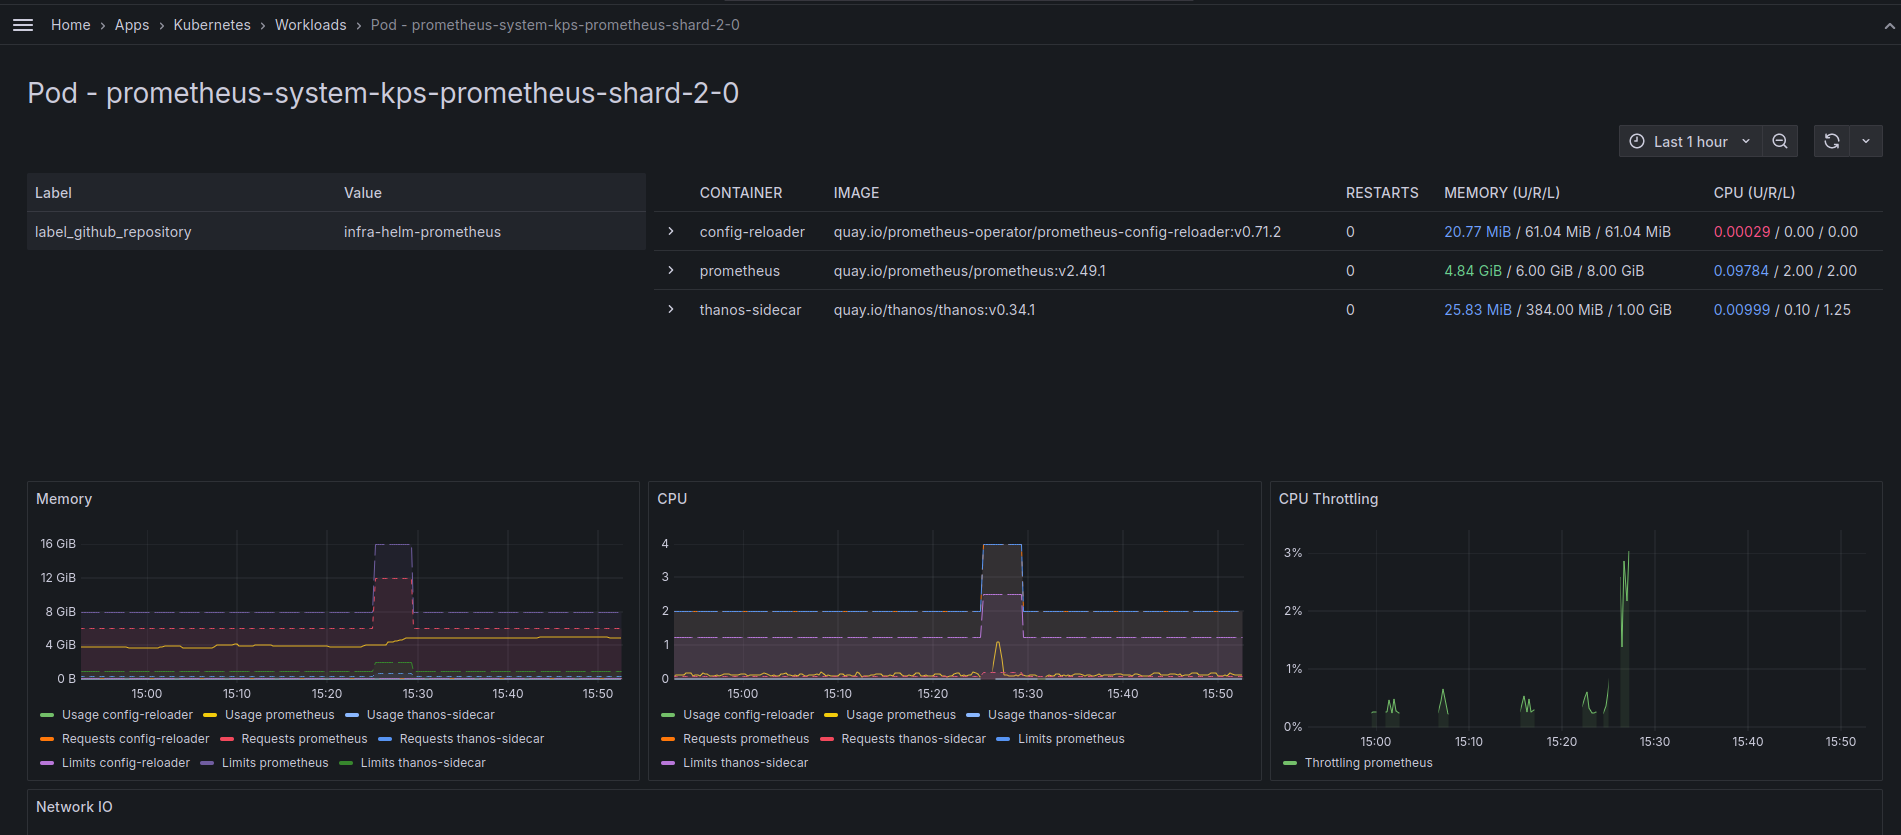 Home › Apps › Kubernetes › Workloads › Pod - prometheus-system-kps-prometheus-shard-2-0
Pod - prometheus-system-kps-prometheus-shard-2-0
Last 1 hour
Label Value
label_github_repository infra-helm-prometheus
CONTAINER IMAGE RESTARTS MEMORY (U/R/L) CPU (U/R/L)
config-reloader quay.io/prometheus-operator/prometheus-config-reloader:v0.71.2 0 20.77 MiB / 61.04 MiB / 61.04 MiB 0.00029 / 0.00 / 0.00
prometheus quay.io/prometheus/prometheus:v2.49.1 0 4.84 GiB / 6.00 GiB / 8.00 GiB 0.09784 / 2.00 / 2.00
thanos-sidecar quay.io/thanos/thanos:v0.34.1 0 25.83 MiB / 384.00 MiB / 1.00 GiB 0.00999 / 0.10 / 1.25
Memory
16 GiB
12 GiB
8 GiB
4 GiB
0 B
15:00 15:10 15:20 15:30 15:40 15:50
Usage config-reloader Usage prometheus Usage thanos-sidecar
Requests config-reloader Requests prometheus Requests thanos-sidecar
Limits config-reloader Limits prometheus Limits thanos-sidecar
CPU
4
3
2
1
0
15:00 15:10 15:20 15:30 15:40 15:50
Usage config-reloader Usage prometheus Usage thanos-sidecar
Requests prometheus Requests thanos-sidecar Limits prometheus
Limits thanos-sidecar
CPU Throttling
3%
2%
1%
0%
15:00 15:10 15:20 15:30 15:40 15:50
Throttling prometheus
Network IO